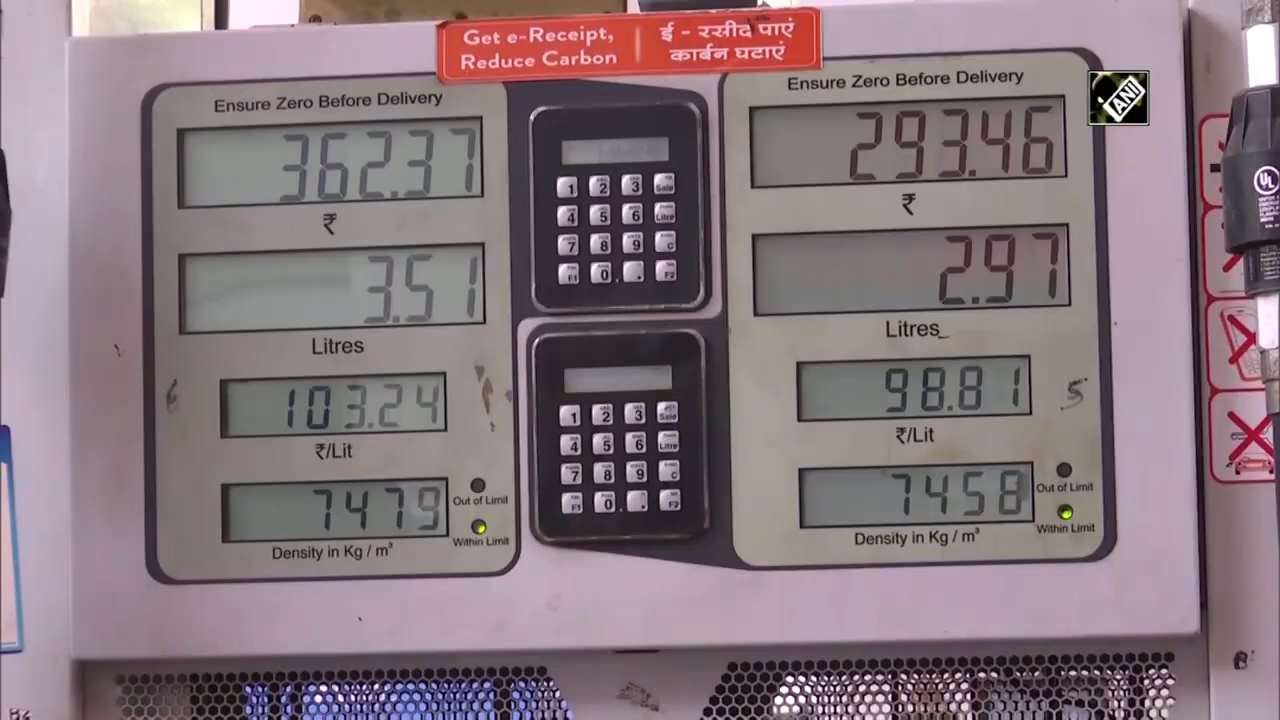 Get e-Receipt,
Reduce Carbon
ई - रसीद पाएं
कार्बन घटाएं
ANI
Ensure Zero Before Delivery
362.37
₹
3.51
Litres
103.24
₹/Lit
7479
Out of Limit
Within Limit
Density in Kg / m³
1 2 3 Sale
4 5 6 Litre
7 8 9 C
F1 0 . F2
1 2 3 Sale
4 5 6 Litre
7 8 9 C
F1 0 . F2
Ensure Zero Before Delivery
293.46
₹
2.97
Litres
98.81
₹/Lit
5
7458
Out of Limit
Within Limit
Density in Kg / m³
UL